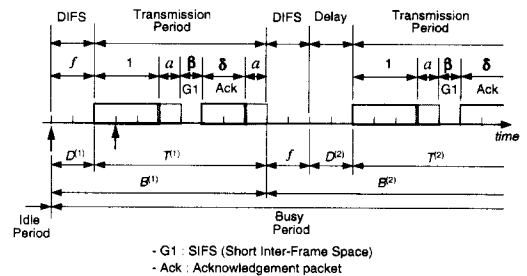 DIFS Transmission Period DIFS Delay Transmission Period
f 1 a β δ a 1 a β δ
G1 Ack G1 Ack
time
D(1) T(1) f D(2) T(2)
B(1) B(2)
Idle Period Busy Period
- G1 : SIFS (Short Inter-Frame Space)
- Ack : Acknowledgement packet